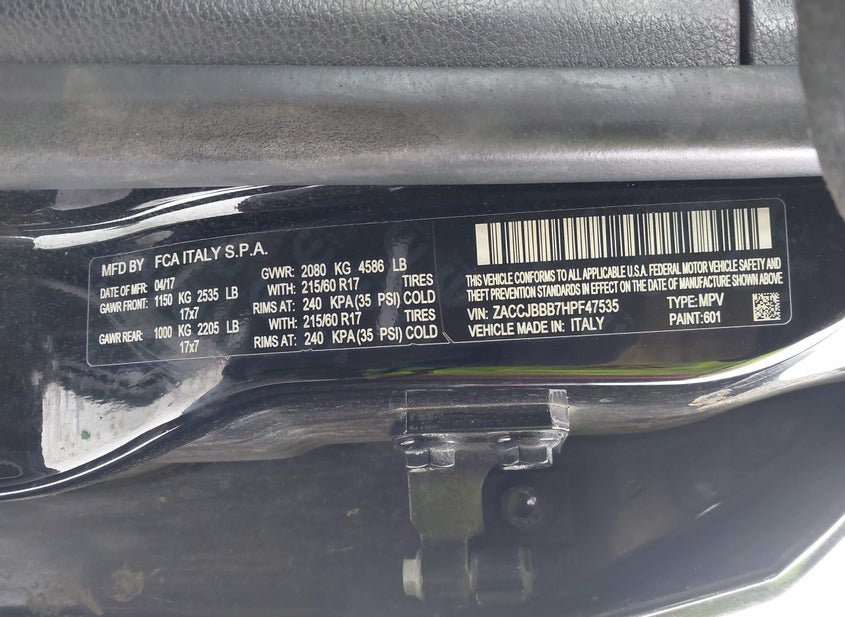 MFD BY FCA ITALY S.P.A.
DATE OF MFR 04/17 GVWR: 2080 KG 4586 LB
GAWR FRONT: 1150 KG 2535 LB WITH: 215/60 R17 TIRES
17x7 RIMS AT: 240 KPA(35 PSI) COLD
WITH: 215/60 R17 TIRES
GAWR REAR: 1000 KG 2205 LB RIMS AT: 240 KPA(35 PSI) COLD
17x7
THIS VEHICLE CONFORMS TO ALL APPLICABLE U.S.A.FEDERAL MOTOR VEHICLE SAFETY AND
THEFT PREVENTION STANDARDS IN EFFECT ON THE DATE OF MANUFACTURE SHOWN ABOVE
VIN: ZACCJBBB7HPF47535 TYPE: MPV
VEHICLE MADE IN: ITALY PAINT: 601